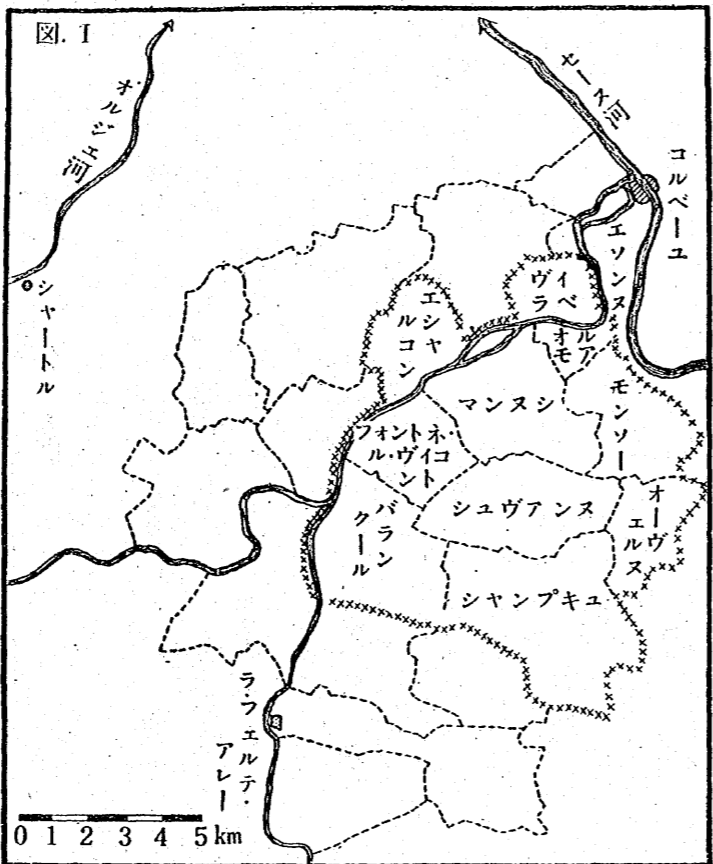 図. I
オルジュ河
セーヌ河
コルベーユ
エソンヌ
シャートル
エシャルコン
イベヴラ
ルアオモ
モンソー
マンヌシ
フォントネ・コ
ル・ヴィコント
シュヴァンヌ
オーヴェルヌ
バランクール
シャンプキュ
ラ・フェルテ・
アレー
0 1 2 3 4 5 km